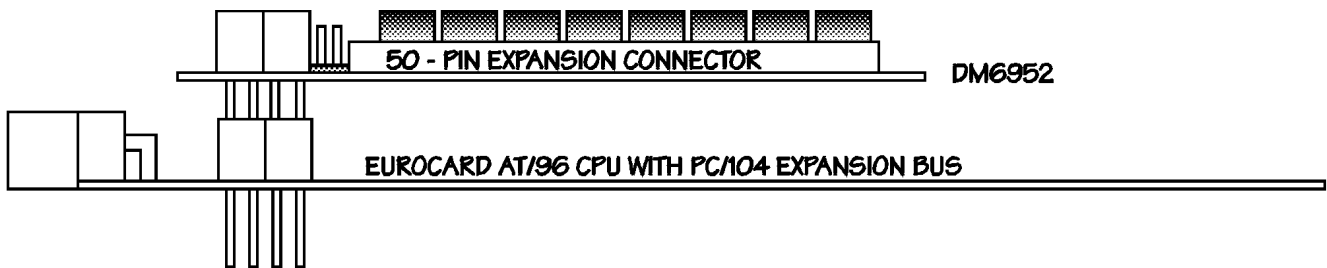 50 - PIN EXPANSION CONNECTOR
DM6952
EUROCARD AT/96 CPU WITH PC/104 EXPANSION BUS